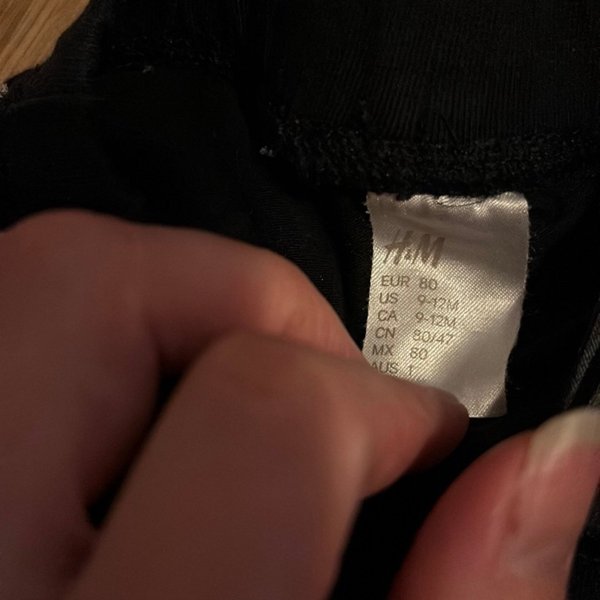 H&M
EUR 80
US 9-12M
CA 9-12M
CN 80/47
MX 80
AUS 1